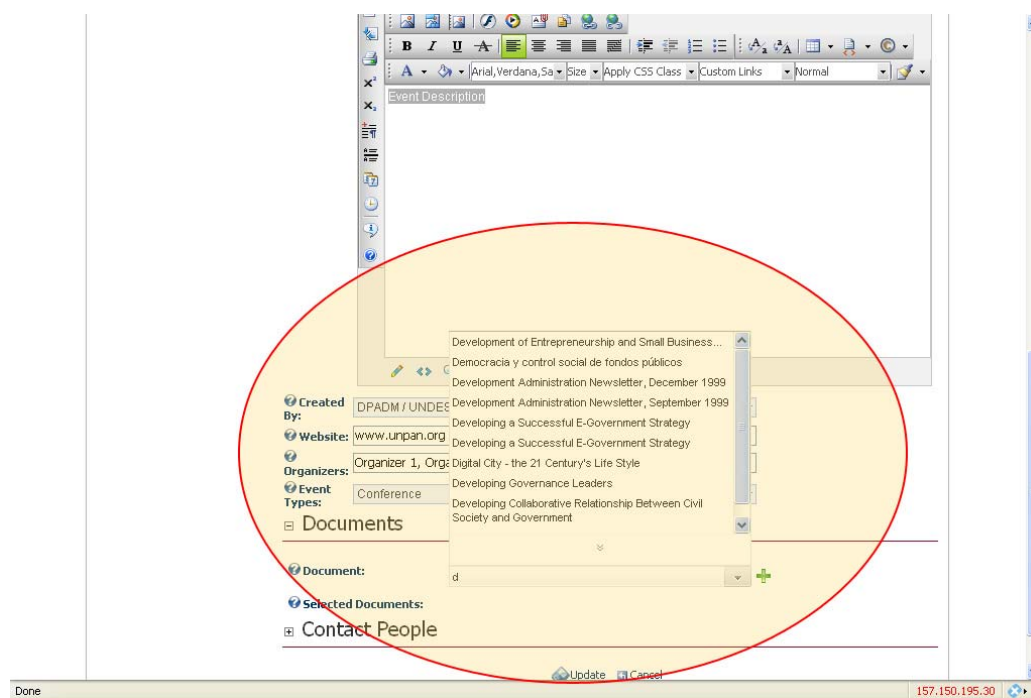 B I U A
A Arial,Verdana,Sa Size Apply CSS Class Custom Links Normal
Event Description
Development of Entrepreneurship and Small Business...
Democracia y control social de fondos públicos
Development Administration Newsletter, December 1999
Development Administration Newsletter, September 1999
Developing a Successful E-Government Strategy
Developing a Successful E-Government Strategy
Digital City - the 21 Century's Life Style
Developing Governance Leaders
Developing Collaborative Relationship Between Civil
Society and Government
Created
By:
DPADM / UNDES
Website: www.unpan.org
Organizers: Organizer 1, Orga
Event
Types:
Conference
Documents
Document:
d
Selected Documents:
Contact People
Update Cancel
Done 157.150.195.30